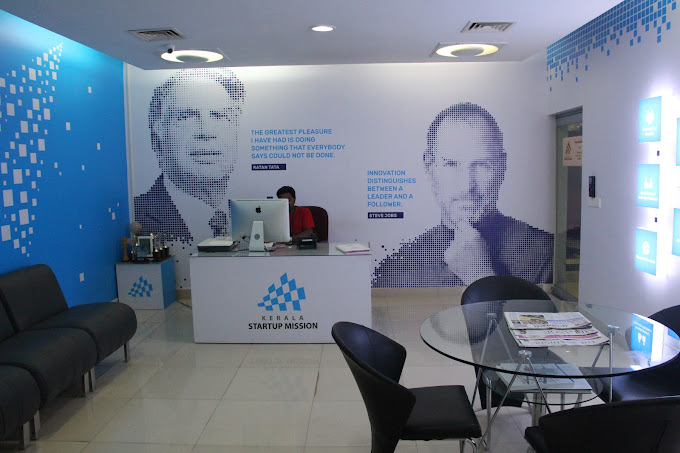 THE GREATEST PLEASURE
I HAVE HAD IS DOING
SOMETHING THAT EVERYBODY
SAYS COULD NOT BE DONE.
RATAN TATA
INNOVATION
DISTINGUISHES
BETWEEN A
LEADER AND A
FOLLOWER.
STEVE JOBS
KERALA
STARTUP MISSION